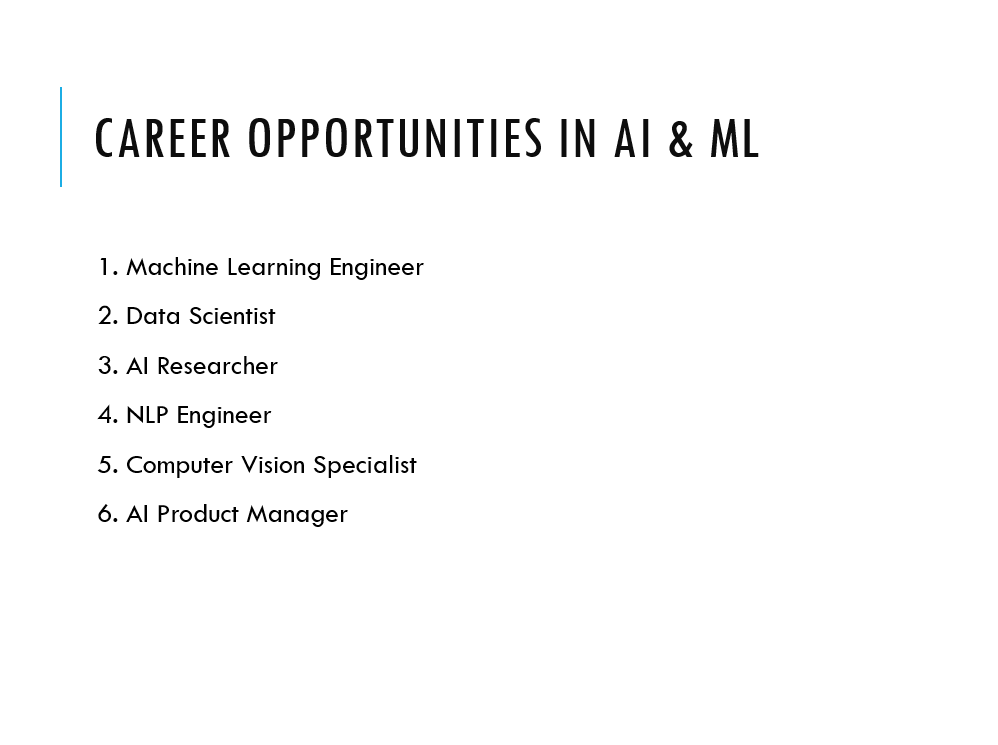 CAREER OPPORTUNITIES IN AI & ML
1. Machine Learning Engineer
2. Data Scientist
3. AI Researcher
4. NLP Engineer
5. Computer Vision Specialist
6. AI Product Manager